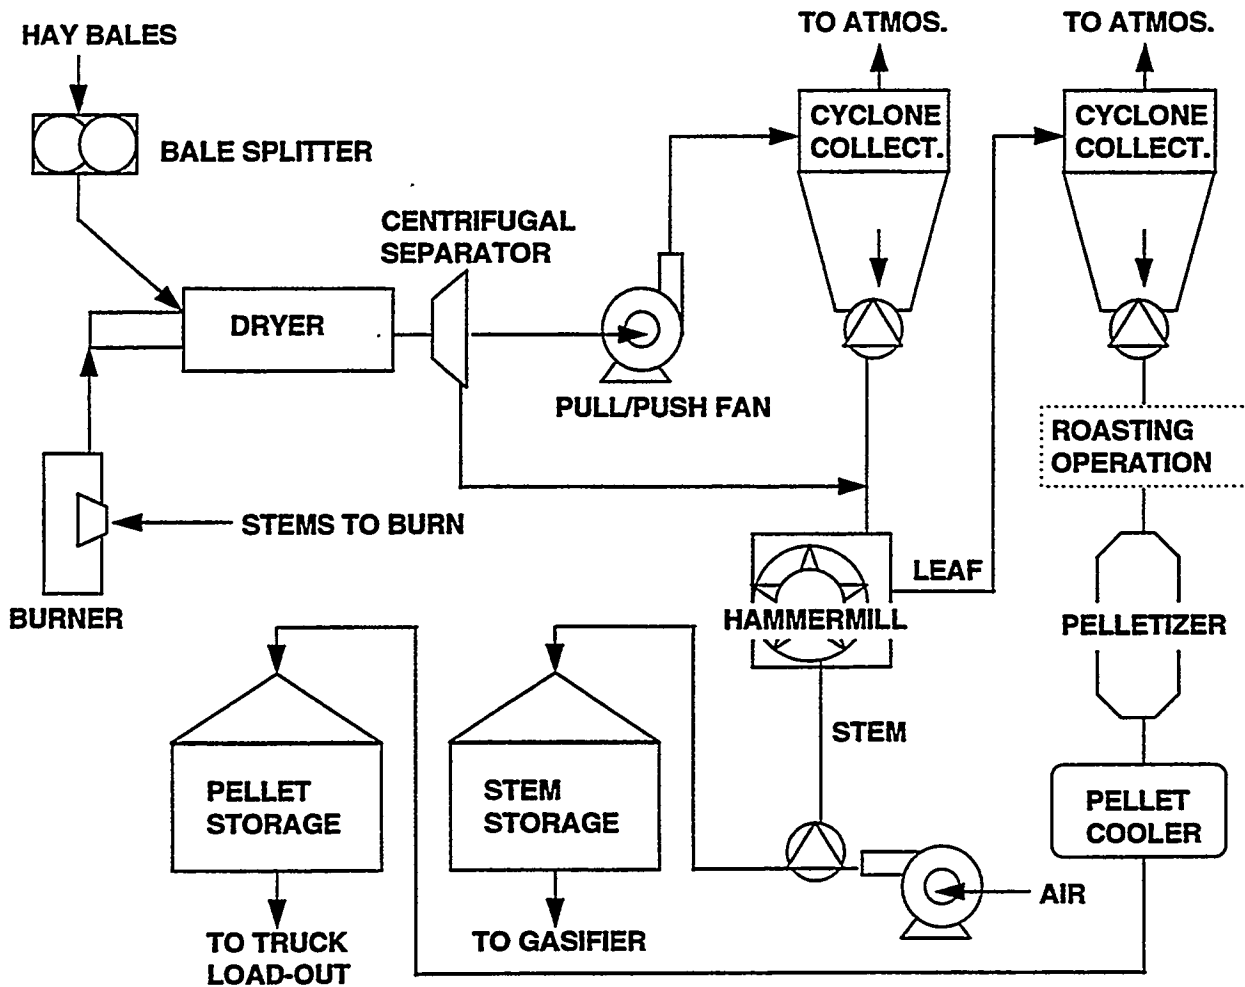 HAY BALES
TO ATMOS.
TO ATMOS.
CYCLONE
COLLECT.
CYCLONE
COLLECT.
BALE SPLITTER
CENTRIFUGAL
SEPARATOR
DRYER
PULL/PUSH FAN
ROASTING
OPERATION
STEMS TO BURN
LEAF
BURNER
HAMMERMILL
PELLETIZER
STEM
PELLET
STORAGE
STEM
STORAGE
PELLET
COOLER
AIR
TO TRUCK
LOAD-OUT
TO GASIFIER